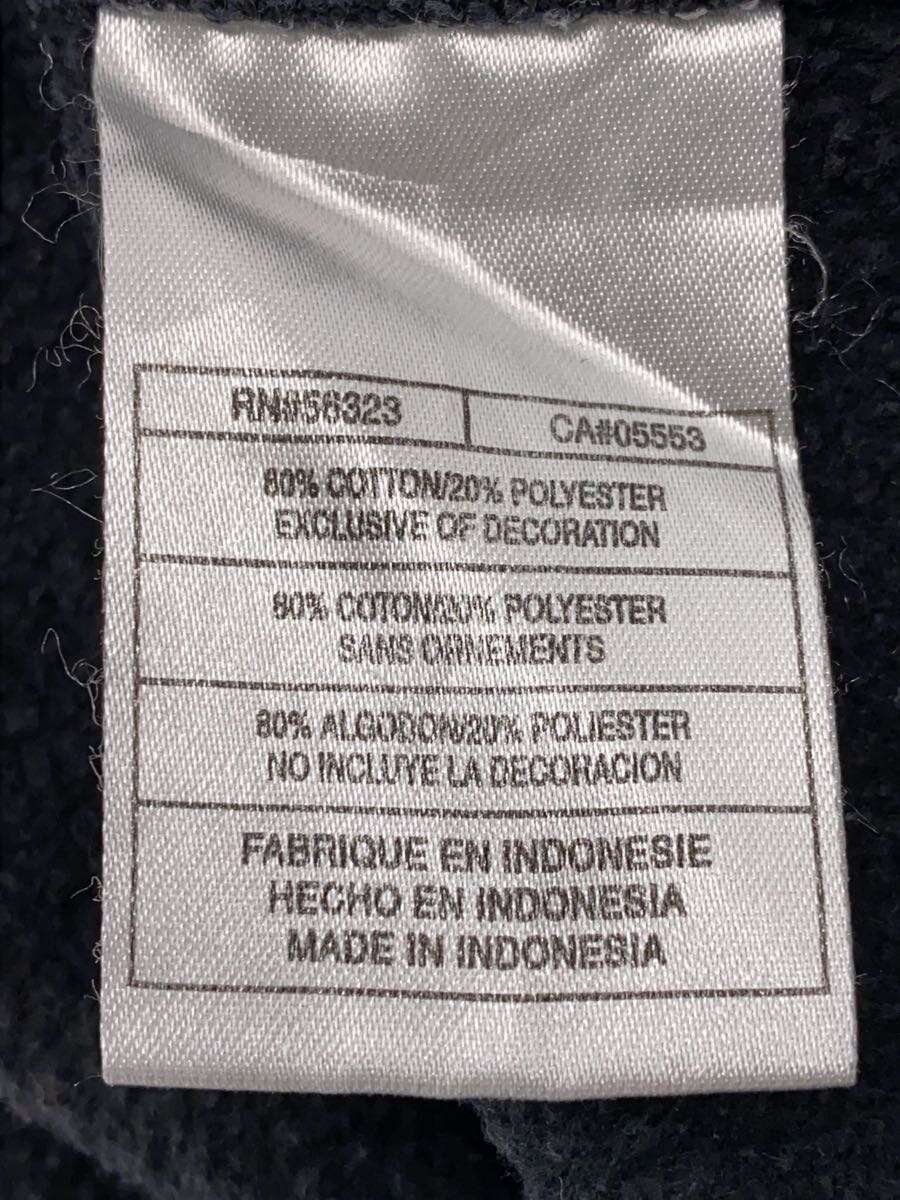 RN#56323
CA#05553
80% COTTON/20% POLYESTER
EXCLUSIVE OF DECORATION
80% COTON/20% POLYESTER
SANS ORNEMENTS
80% ALGODON/20% POLIESTER
NO INCLUYE LA DECORACION
FABRIQUE EN INDONESIE
HECHO EN INDONESIA
MADE IN INDONESIA